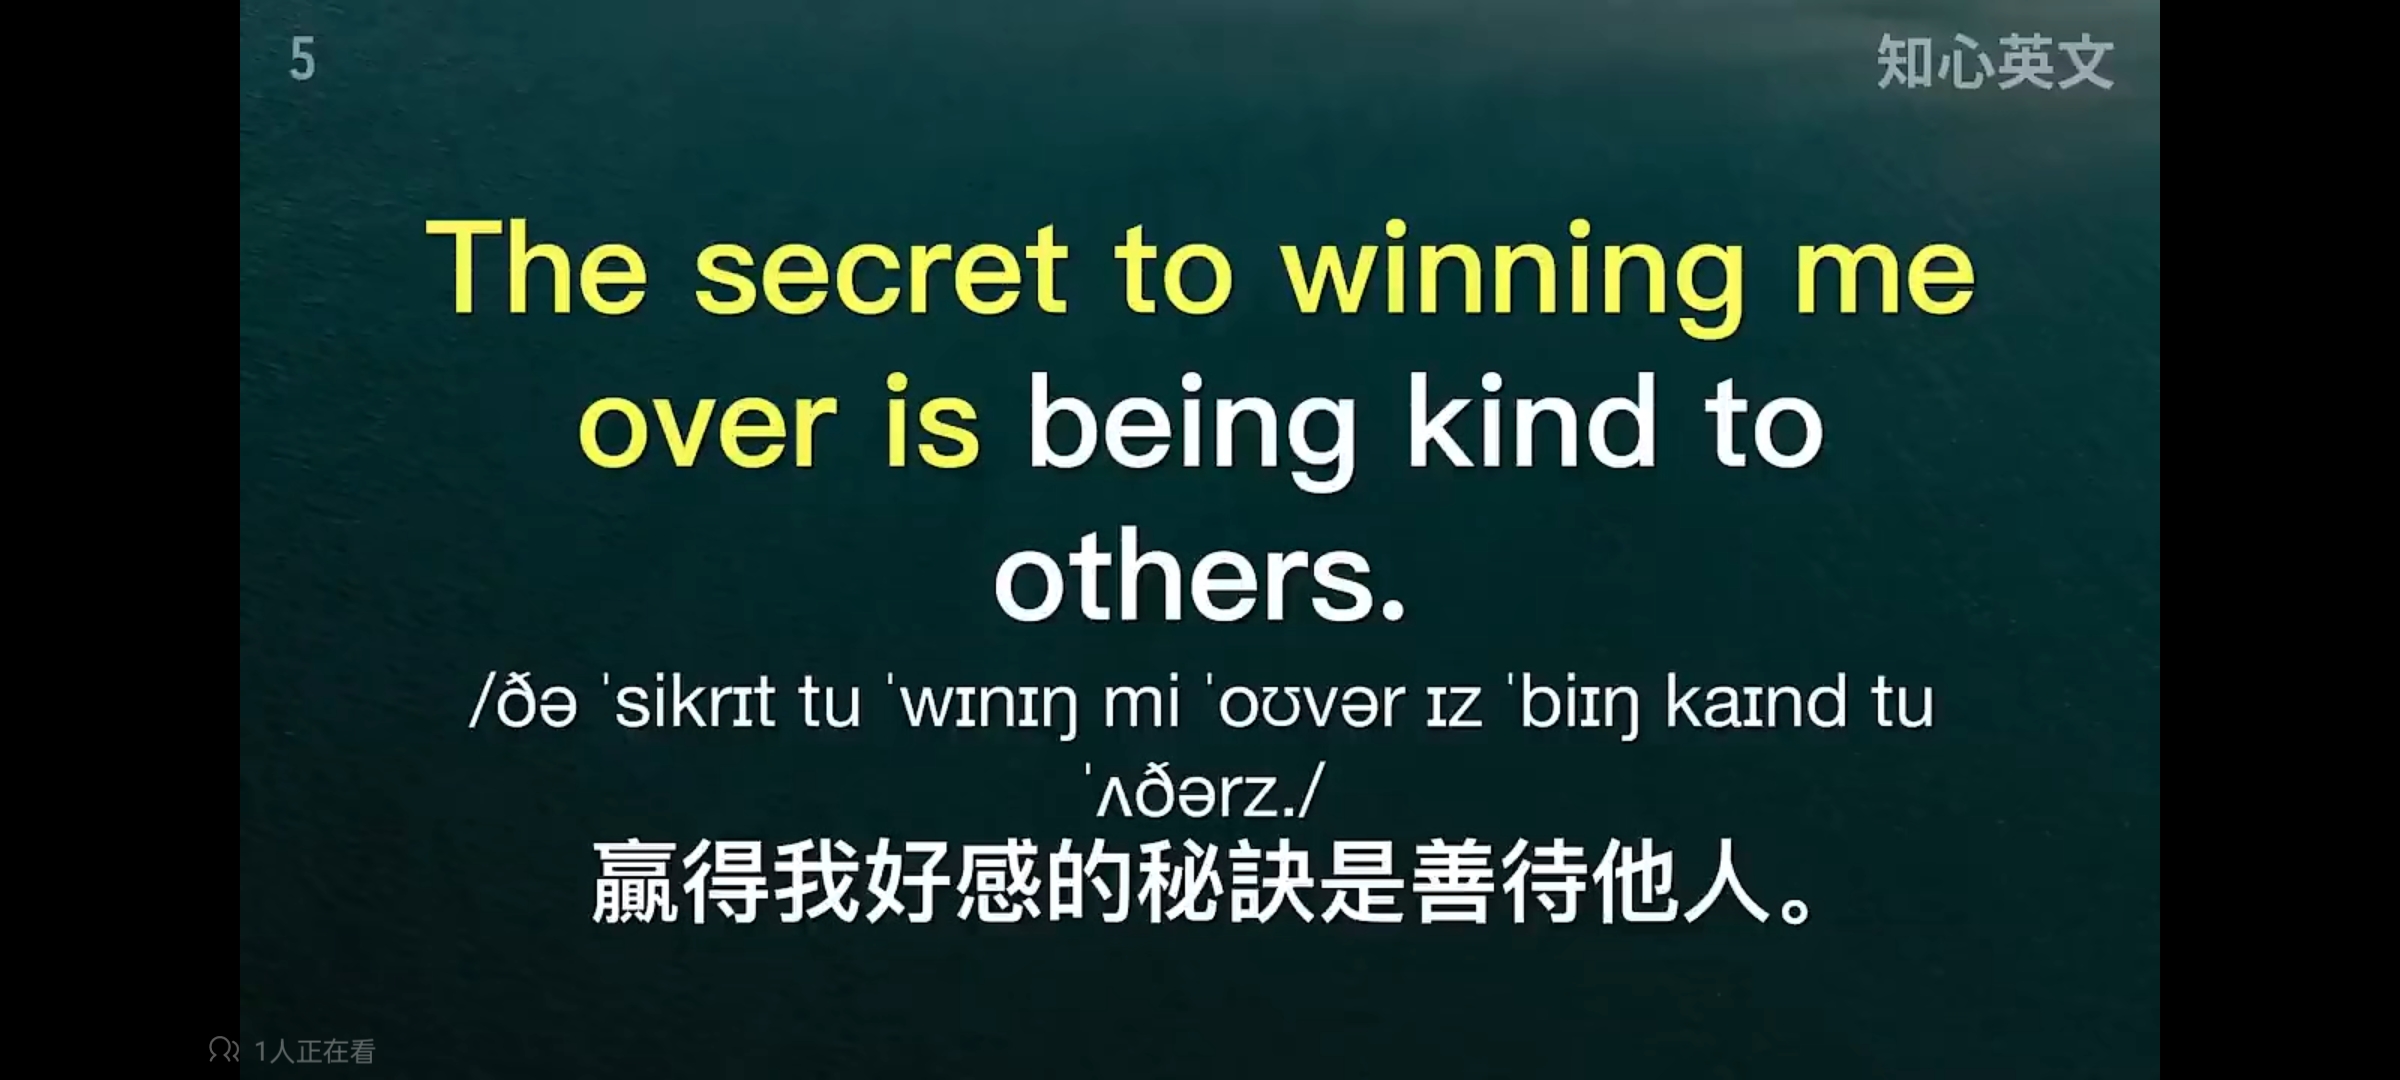 5
知心英文
The secret to winning me
over is being kind to
others.
/ðə ˈsikrɪt tu ˈwɪnɪŋ mi ˈoʊvər ɪz ˈbiɪŋ kaɪnd tu
ˈʌðərz./
贏得我好感的秘訣是善待他人。
1人正在看